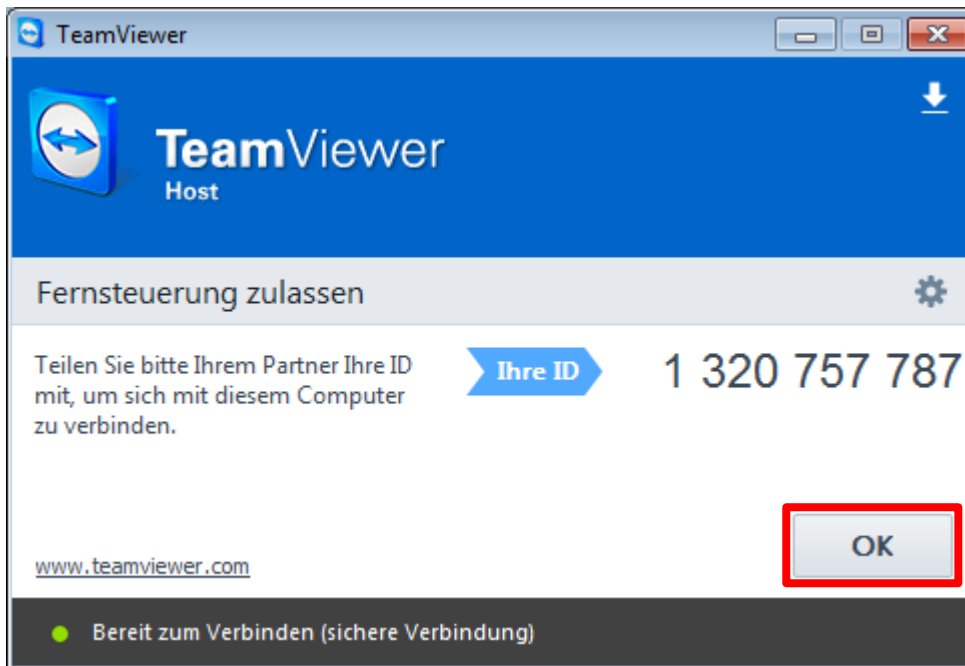 TeamViewer
TeamViewer
Host
Fernsteuerung zulassen
Teilen Sie bitte Ihrem Partner Ihre ID
mit, um sich mit diesem Computer
zu verbinden.
Ihre ID
1 320 757 787
OK
www.teamviewer.com
Bereit zum Verbinden (sichere Verbindung)